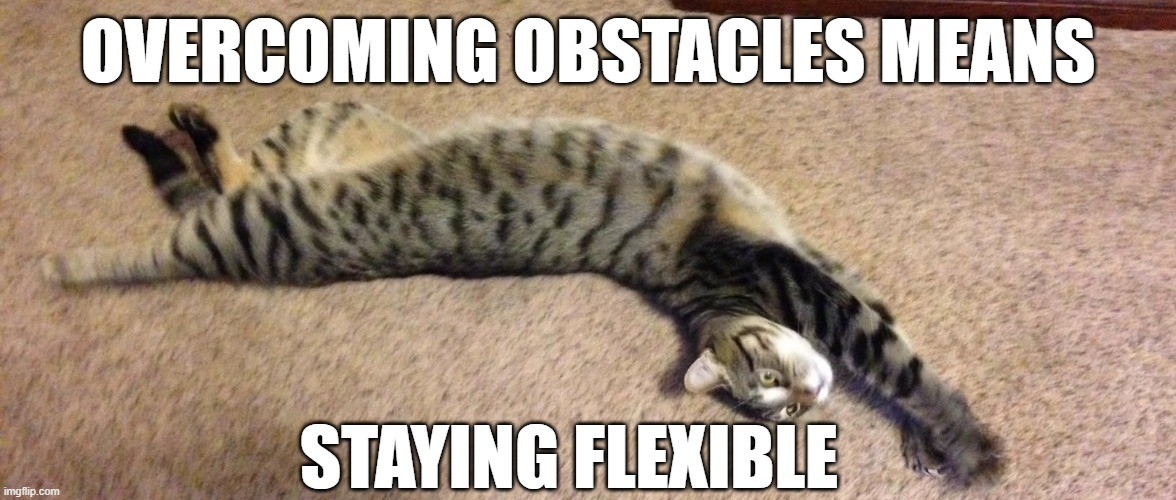 OVERCOMING OBSTACLES MEANS
STAYING FLEXIBLE
imgflip.com